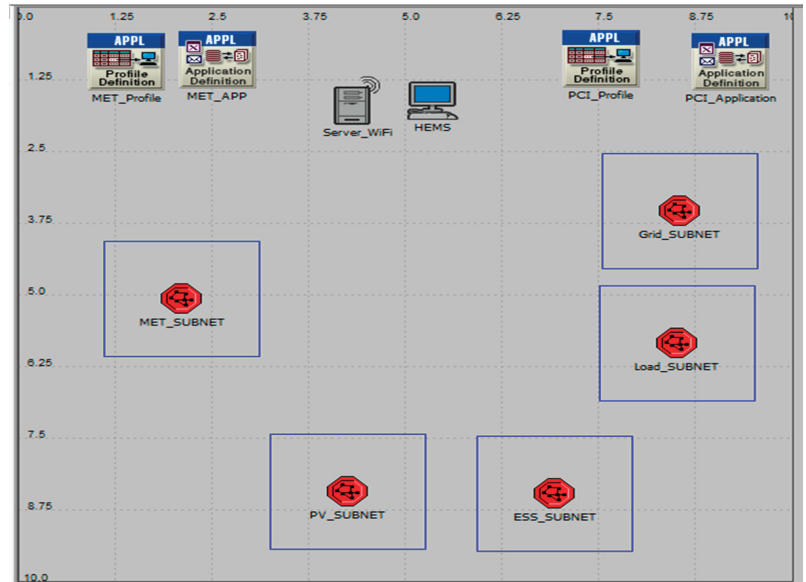 0.0 1.25 2.5 3.75 5.0 6.25 7.5 8.75 10
APPL APPL APPL APPL
Profile Definition
Application Definition
Profile Definition
Application Definition
MET_Profile MET_APP PCI_Profile PCI_Application
1.25
Server_WiFi HEMS
2.5
3.75
Grid_SUBNET
5.0
MET_SUBNET
6.25
Load_SUBNET
7.5
8.75
PV_SUBNET ESS_SUBNET
10.0